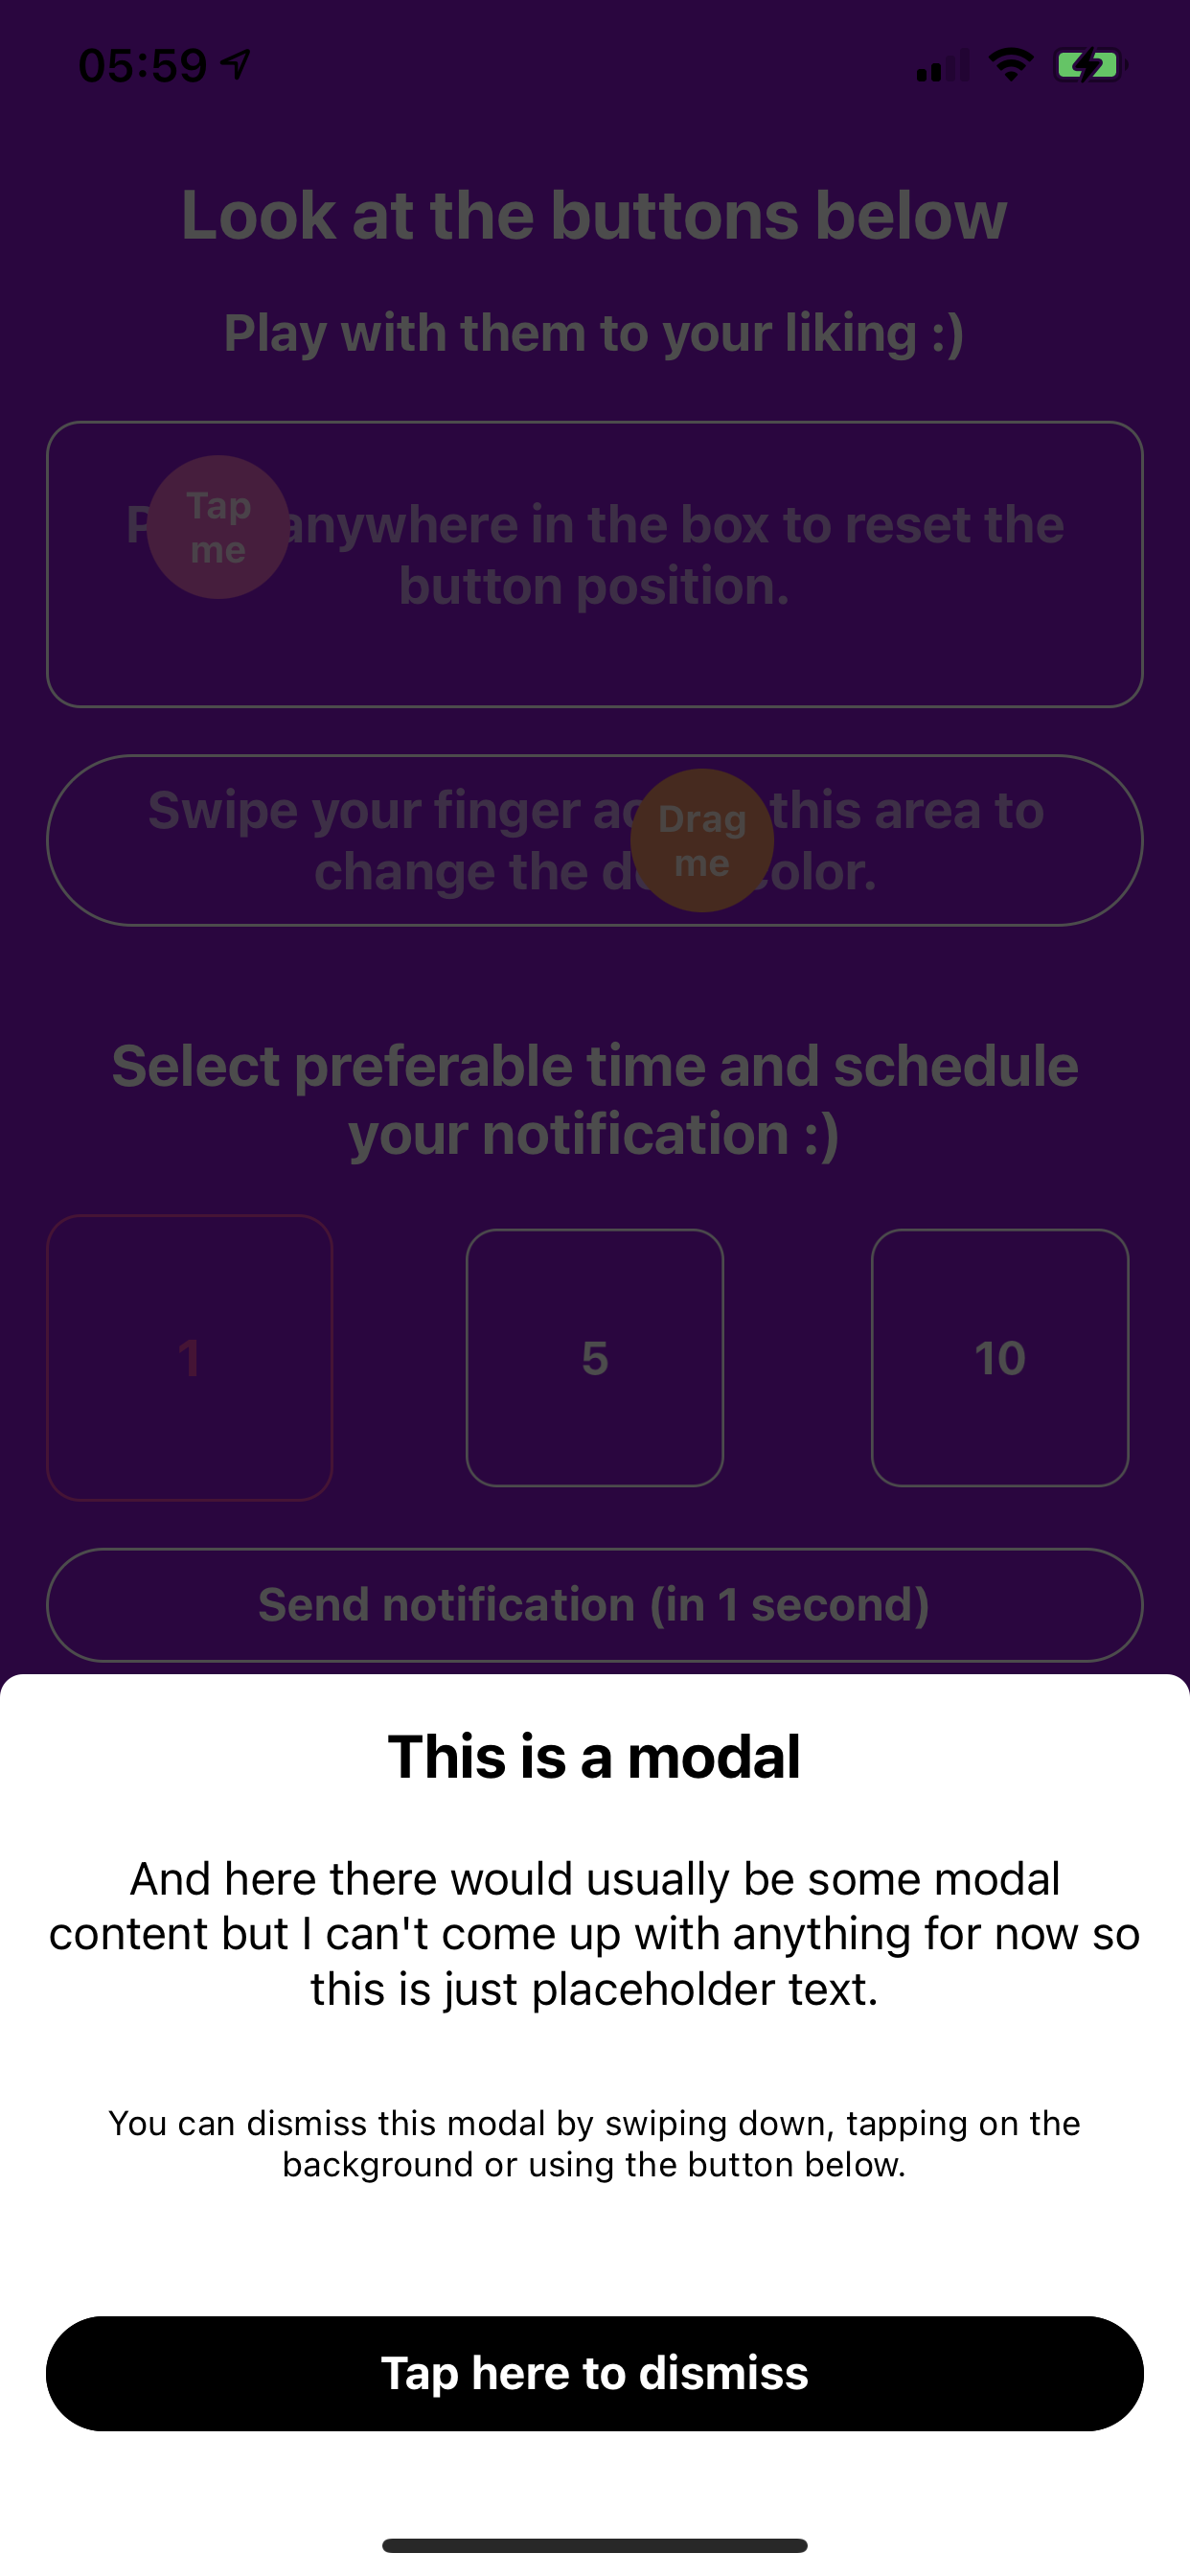 05:59
Look at the buttons below
Play with them to your liking :)
Tap
me
anywhere in the box to reset the
button position.
Swipe your finger this area to
Drag
me
change the
Select preferable time and schedule
your notification :)
1
5
10
Send notification (in 1 second)
This is a modal
And here there would usually be some modal
content but I can't come up with anything for now so
this is just placeholder text.
You can dismiss this modal by swiping down, tapping on the
background or using the button below.
Tap here to dismiss